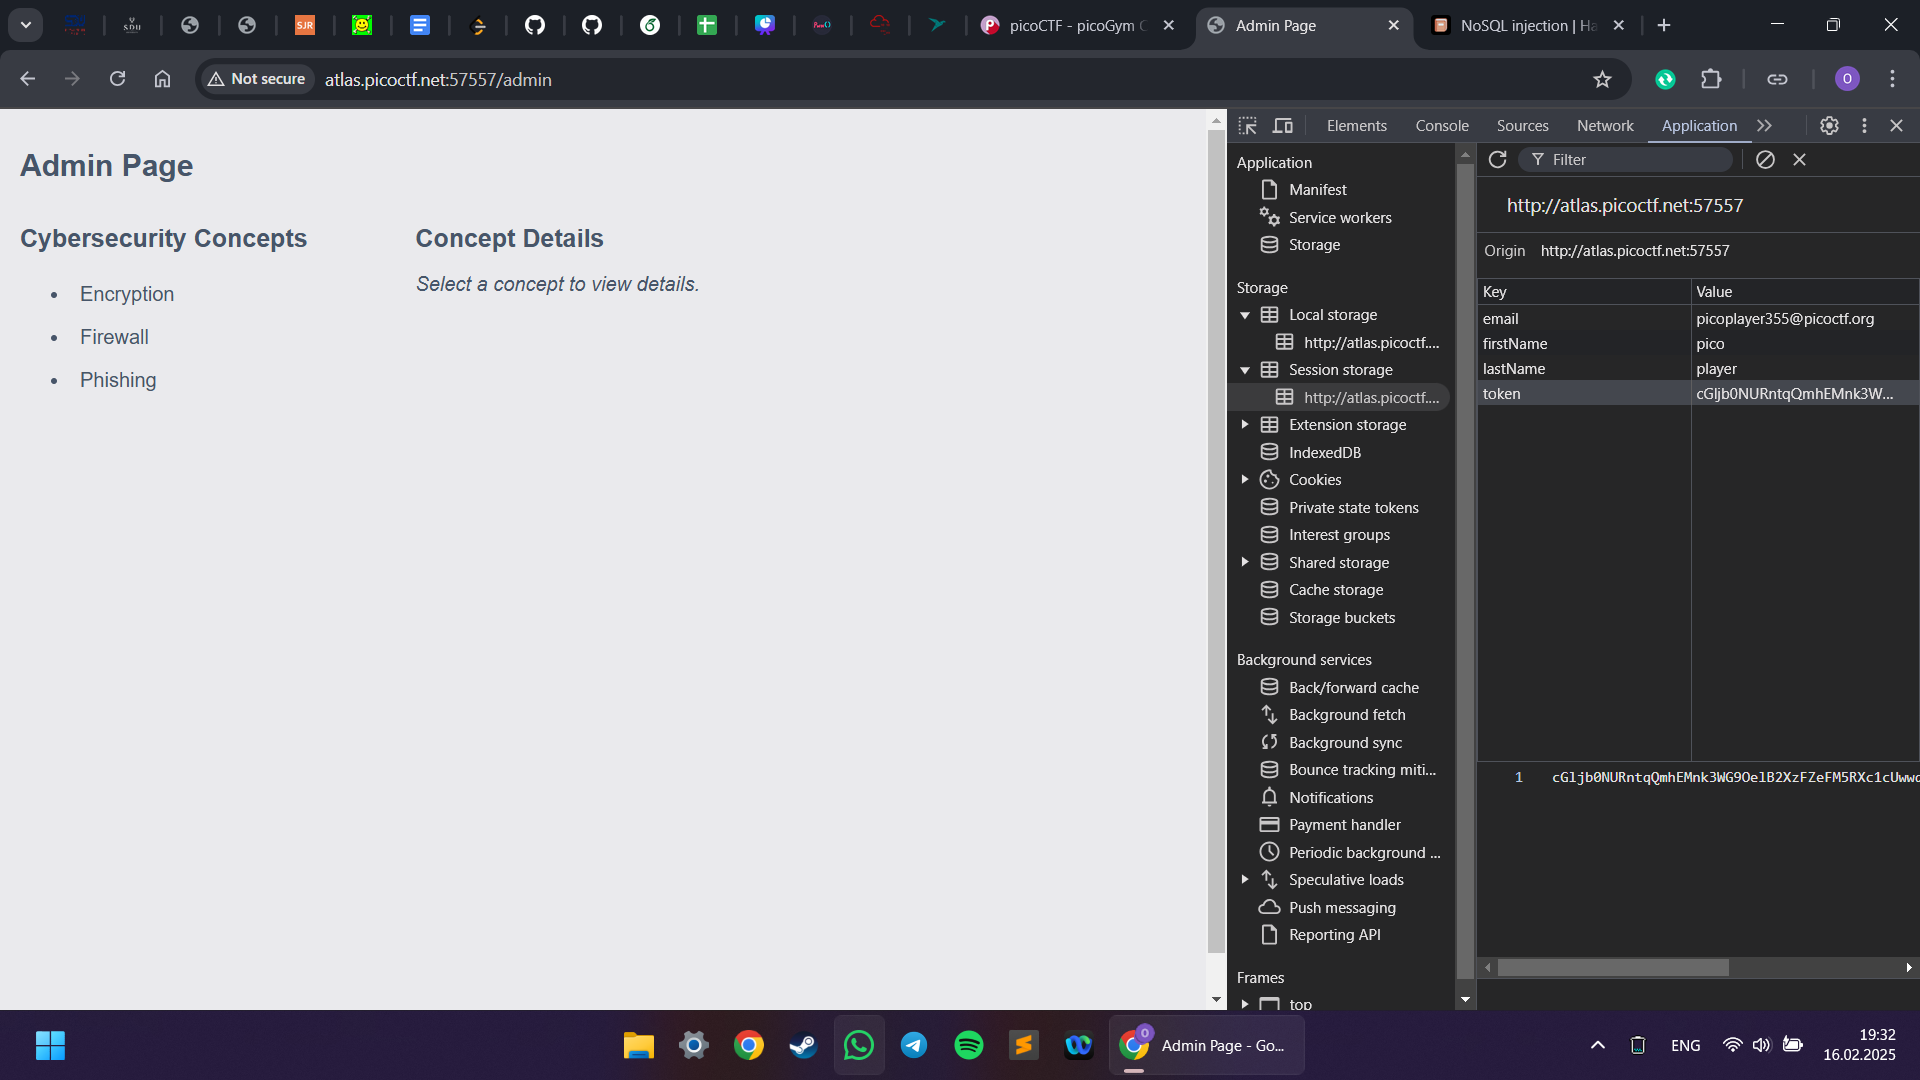 SJR
picoCTF - picoGym C
Admin Page
NoSQL injection | Ha
Not secure
atlas.picoctf.net:57557/admin
O
Admin Page
Cybersecurity Concepts
Encryption
Firewall
Phishing
Concept Details
Select a concept to view details.
Elements
Console
Sources
Network
Application
Application
Manifest
Service workers
Storage
Storage
Local storage
http://atlas.picoctf....
Session storage
http://atlas.picoctf....
Extension storage
IndexedDB
Cookies
Private state tokens
Interest groups
Shared storage
Cache storage
Storage buckets
Background services
Back/forward cache
Background fetch
Background sync
Bounce tracking miti...
Notifications
Payment handler
Periodic background ...
Speculative loads
Push messaging
Reporting API
Frames
top
Filter
http://atlas.picoctf.net:57557
Origin http://atlas.picoctf.net:57557
Key Value
email picoplayer355@picoctf.org
firstName pico
lastName player
token cGljb0NURntqQmhEMnk3W...
1 cGljb0NURntqQmhEMnk3WG9OelB2XzFZeFM5RXc1cUwwc
Admin Page - Go...
ENG
19:32
16.02.2025